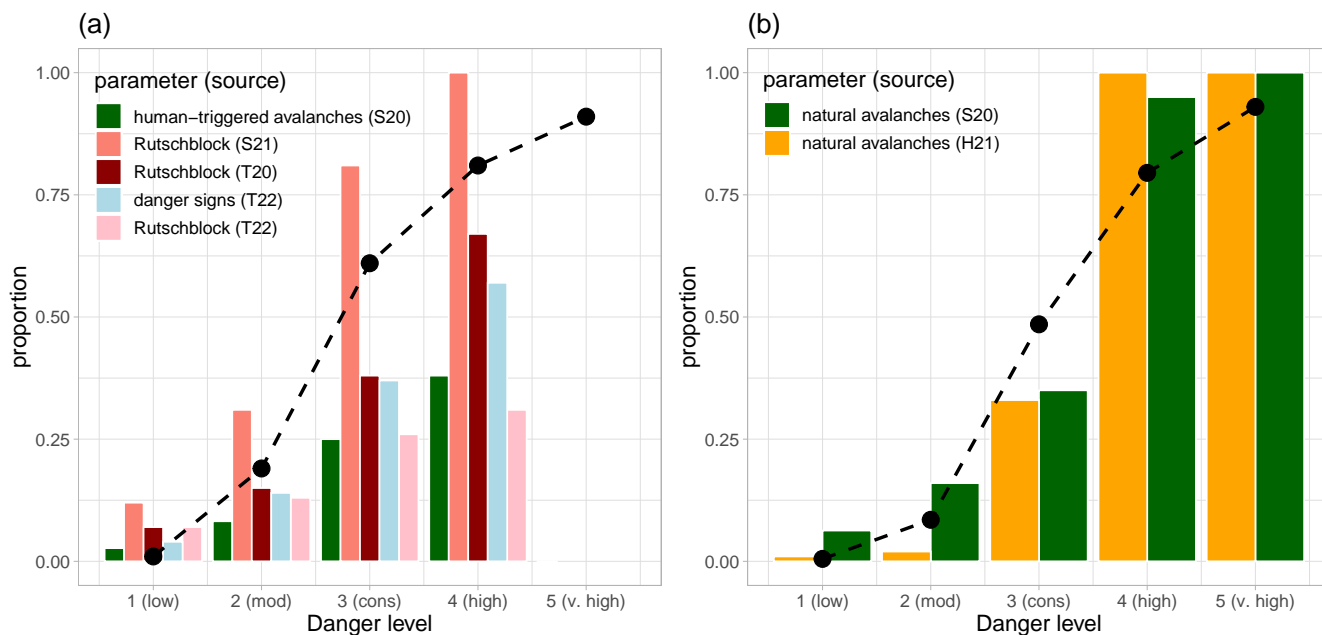 (a)
parameter (source)
human−triggered avalanches (S20)
Rutschblock (S21)
Rutschblock (T20)
danger signs (T22)
Rutschblock (T22)
proportion
1.00
0.75
0.50
0.25
0.00
1 (low)
2 (mod)
3 (cons)
4 (high)
5 (v. high)
Danger level
(b)
parameter (source)
natural avalanches (S20)
natural avalanches (H21)
proportion
1.00
0.75
0.50
0.25
0.00
1 (low)
2 (mod)
3 (cons)
4 (high)
5 (v. high)
Danger level